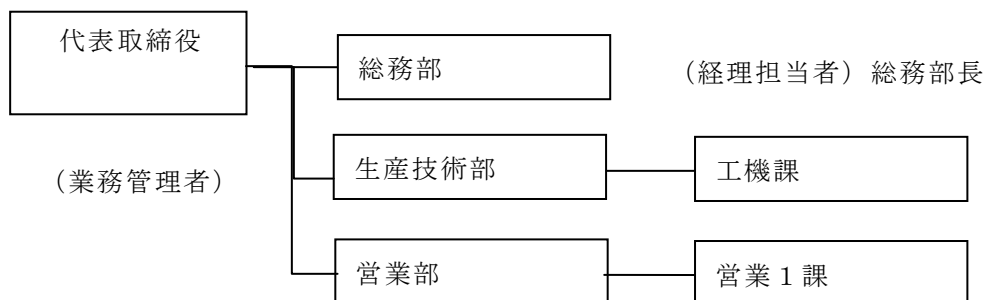 代表取締役
総務部
(経理担当者)総務部長
(業務管理者)
生産技術部
工機課
営業部
営業1課